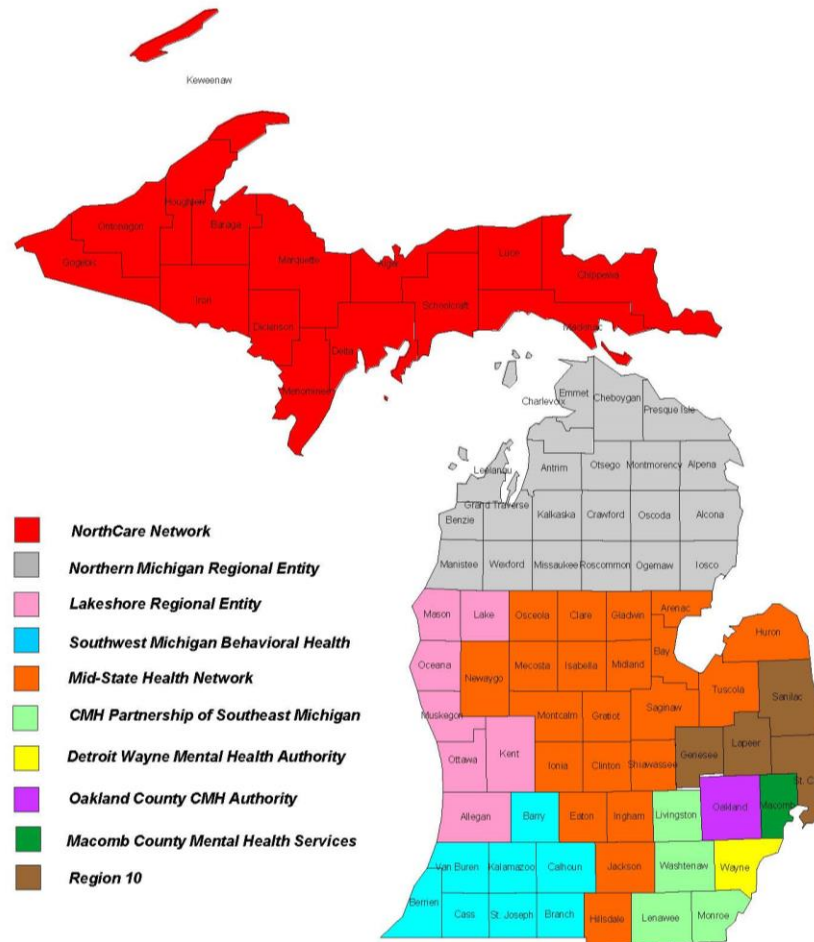 Keweenaw
Houghton
Ontonagon
Baraga
Gogebic
Marquette
Alger
Luce
Chippewa
Iron
Schoolcraft
Dickinson
Delta
Mackinac
Menominee
Emmet
Charlevoix
Cheboygan
Presque Isle
Leelanau
Antrim
Otsego
Montmorency
Alpena
Grand Traverse
Benzie
Kalkaska
Crawford
Oscoda
Alcona
Manistee
Wexford
Missaukee
Roscommon
Ogemaw
Iosco
NorthCare Network
Northern Michigan Regional Entity
Lakeshore Regional Entity
Southwest Michigan Behavioral Health
Mid-State Health Network
CMH Partnership of Southeast Michigan
Detroit Wayne Mental Health Authority
Oakland County CMH Authority
Macomb County Mental Health Services
Region 10
Mason
Lake
Osceola
Clare
Gladwin
Arenac
Huron
Oceana
Newaygo
Mecosta
Isabella
Midland
Bay
Tuscola
Sanilac
Muskegon
Montcalm
Gratiot
Saginaw
Genesee
Lapeer
St. C
Ottawa
Kent
Ionia
Clinton
Shiawassee
Allegan
Barry
Eaton
Ingham
Livingston
Oakland
Macomb
Van Buren
Kalamazoo
Calhoun
Jackson
Washtenaw
Wayne
Berrien
Cass
St. Joseph
Branch
Hillsdale
Lenawee
Monroe